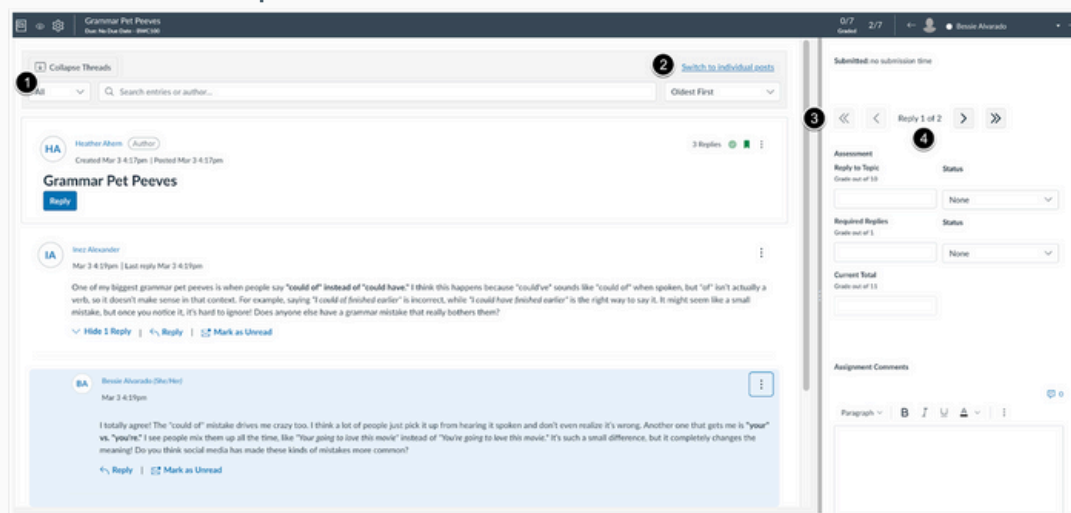 Grammar Pet Peeves
Due: No Due Date - BWC100
0/7
Graded
2/7
Bessie Alvarado
Collapse Threads
1
2
Switch to individual posts
All
Search entries or author...
Oldest First
HA
Heather Ahern
Author
Created Mar 3 4:17pm | Posted Mar 3 4:17pm
3 Replies
Grammar Pet Peeves
Reply
IA
Inez Alexander
Mar 3 4:19pm | Last reply Mar 3 4:19pm
One of my biggest grammar pet peeves is when people say "could of" instead of "could have." I think this happens because "could've" sounds like "could of" when spoken, but "of" isn't actually a
verb, so it doesn't make sense in that context. For example, saying "I could of finished earlier" is incorrect, while "I could have finished earlier" is the right way to say it. It might seem like a small
mistake, but once you notice it, it's hard to ignore! Does anyone else have a grammar mistake that really bothers them?
Hide 1 Reply | Reply | Mark as Unread
BA
Bessie Alvarado (She/Her)
Mar 3 4:19pm
I totally agree! The "could of" mistake drives me crazy too. I think a lot of people just pick it up from hearing it spoken and don't even realize it's wrong. Another one that gets me is "your"
vs. "you're." I see people mix them up all the time, like "Your going to love this movie" instead of "You're going to love this movie." It's such a small difference, but it completely changes the
meaning! Do you think social media has made these kinds of mistakes more common?
Reply | Mark as Unread
Submitted: no submission time
3
Reply 1 of 2
4
Assessment
Reply to Topic
Status
Grade out of 10
None
Required Replies
Status
Grade out of 5
None
Current Total
Grade out of 15
Assignment Comments
0
Paragraph
B I U A